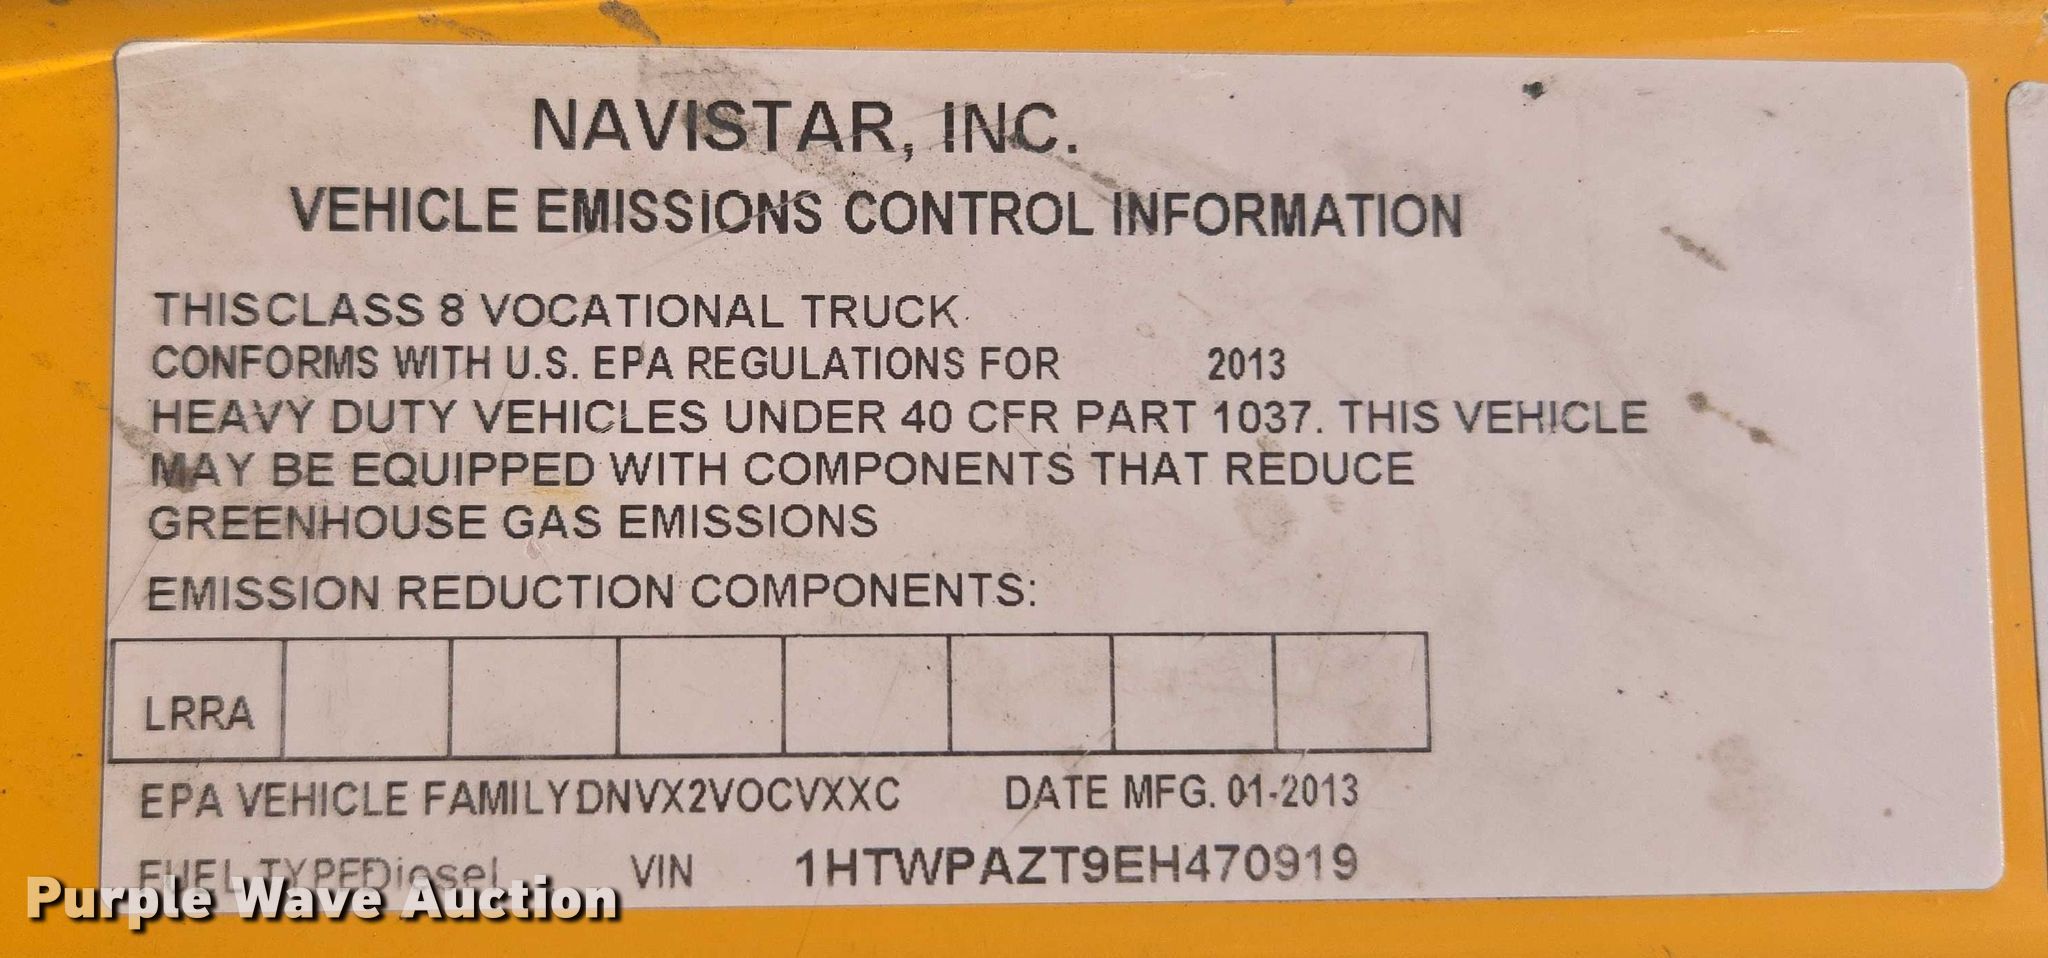 NAVISTAR, INC.
VEHICLE EMISSIONS CONTROL INFORMATION
THISCLASS 8 VOCATIONAL TRUCK
CONFORMS WITH U.S. EPA REGULATIONS FOR 2013
HEAVY DUTY VEHICLES UNDER 40 CFR PART 1037. THIS VEHICLE
MAY BE EQUIPPED WITH COMPONENTS THAT REDUCE
GREENHOUSE GAS EMISSIONS
EMISSION REDUCTION COMPONENTS:
LRRA
EPA VEHICLE FAMILYDNVX2VOCVXXC DATE MFG. 01-2013
FUEL TYPEDiesel VIN 1HTWPAZT9EH470919
Purple Wave Auction